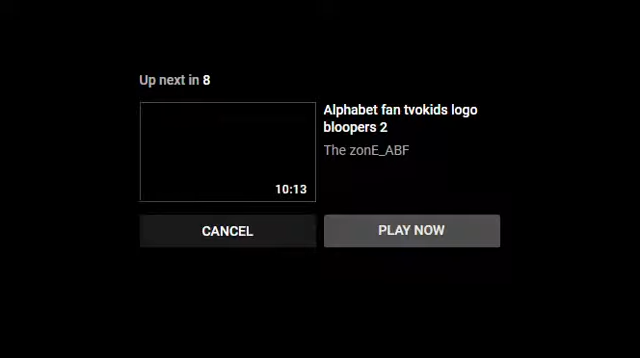 Up next in 8
Alphabet fan tvokids logo
bloopers 2
The zonE_ABF
10:13
CANCEL
PLAY NOW